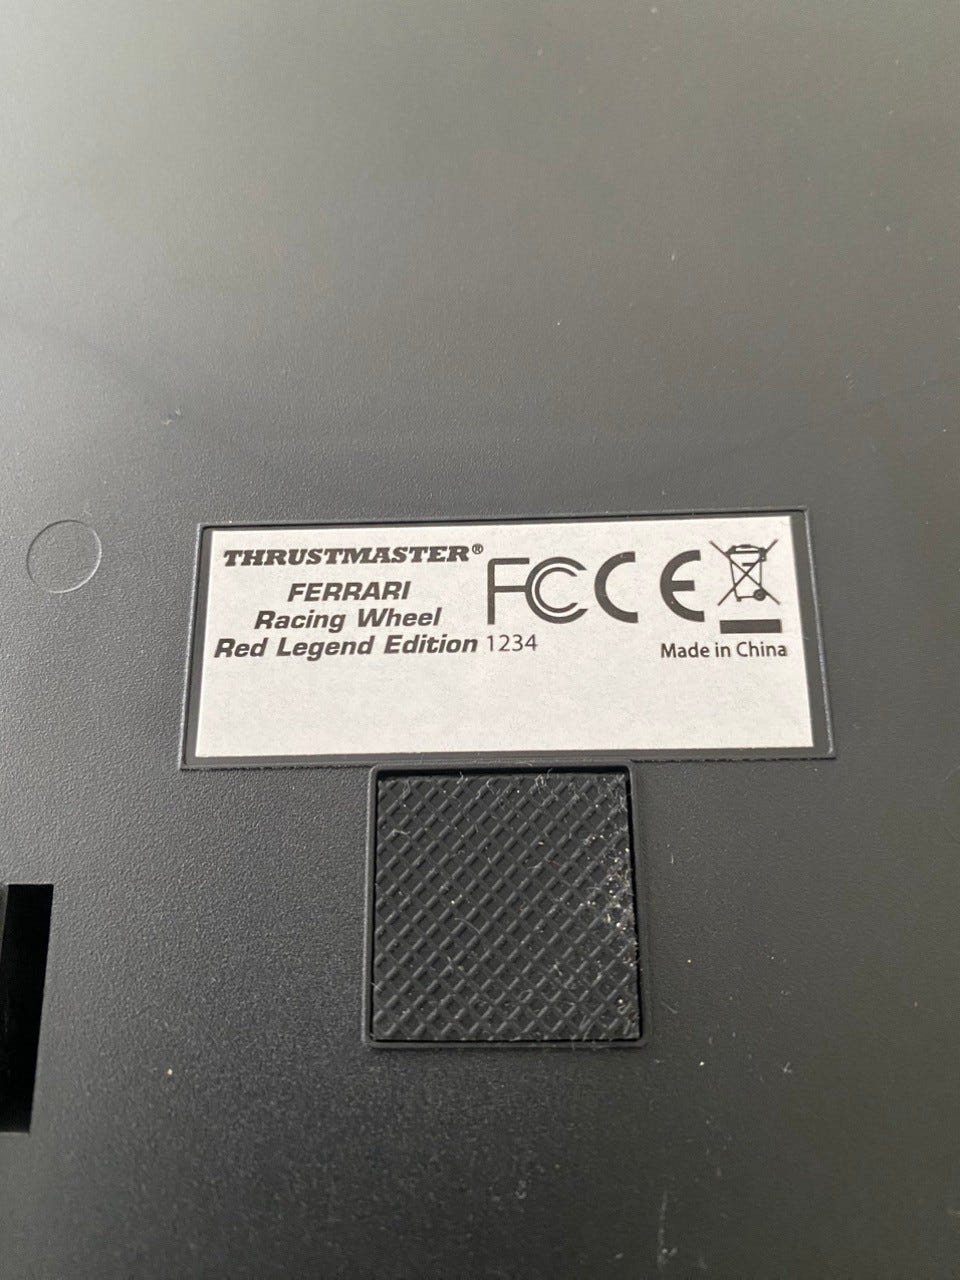 THRUSTMASTER®
FERRARI
Racing Wheel
Red Legend Edition 1234
FC CE
Made in China